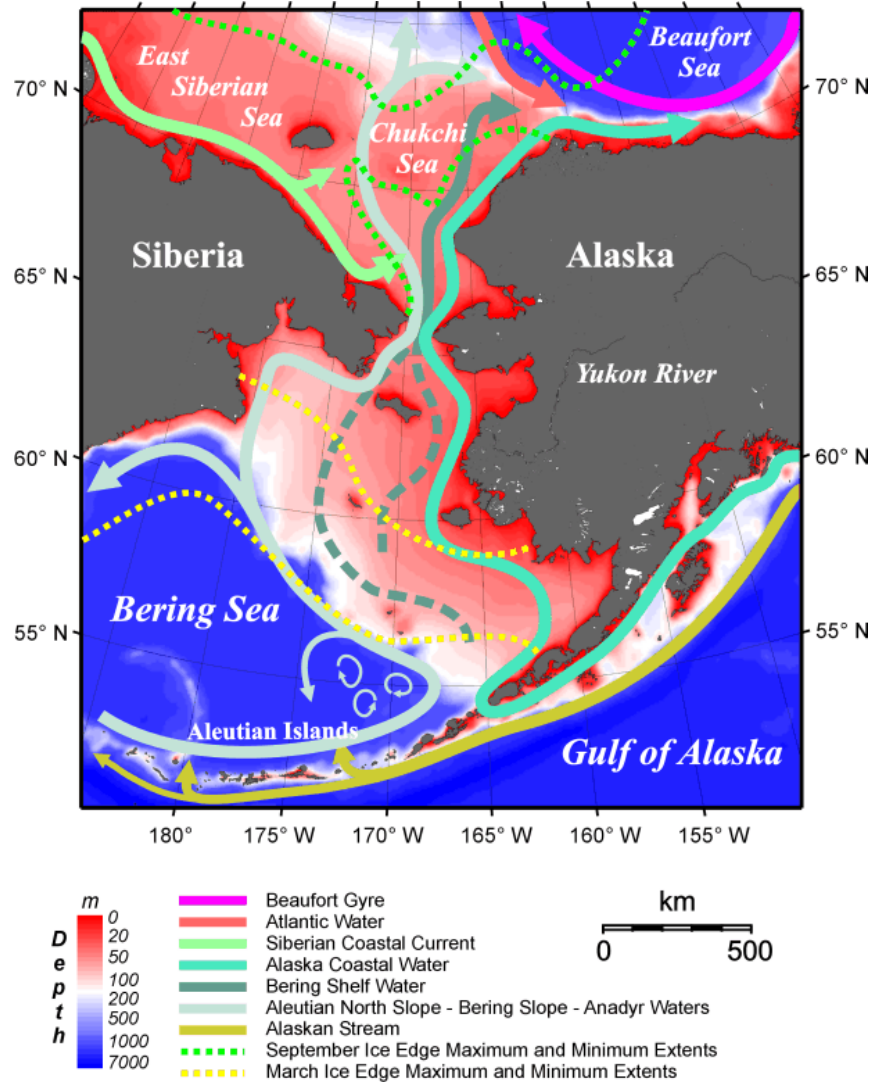 East
Siberian
Sea
Beaufort
Sea
Chukchi
Sea
70° N
70° N
Siberia
Alaska
65° N
65° N
Yukon River
60° N
60° N
Bering Sea
55° N
55° N
Aleutian Islands
Gulf of Alaska
180°
175° W
170° W
165° W
160° W
155° W
m
Depth
0
20
50
100
200
500
1000
7000
Beaufort Gyre
Atlantic Water
Siberian Coastal Current
Alaska Coastal Water
Bering Shelf Water
Aleutian North Slope - Bering Slope - Anadyr Waters
Alaskan Stream
September Ice Edge Maximum and Minimum Extents
March Ice Edge Maximum and Minimum Extents
km
0 500